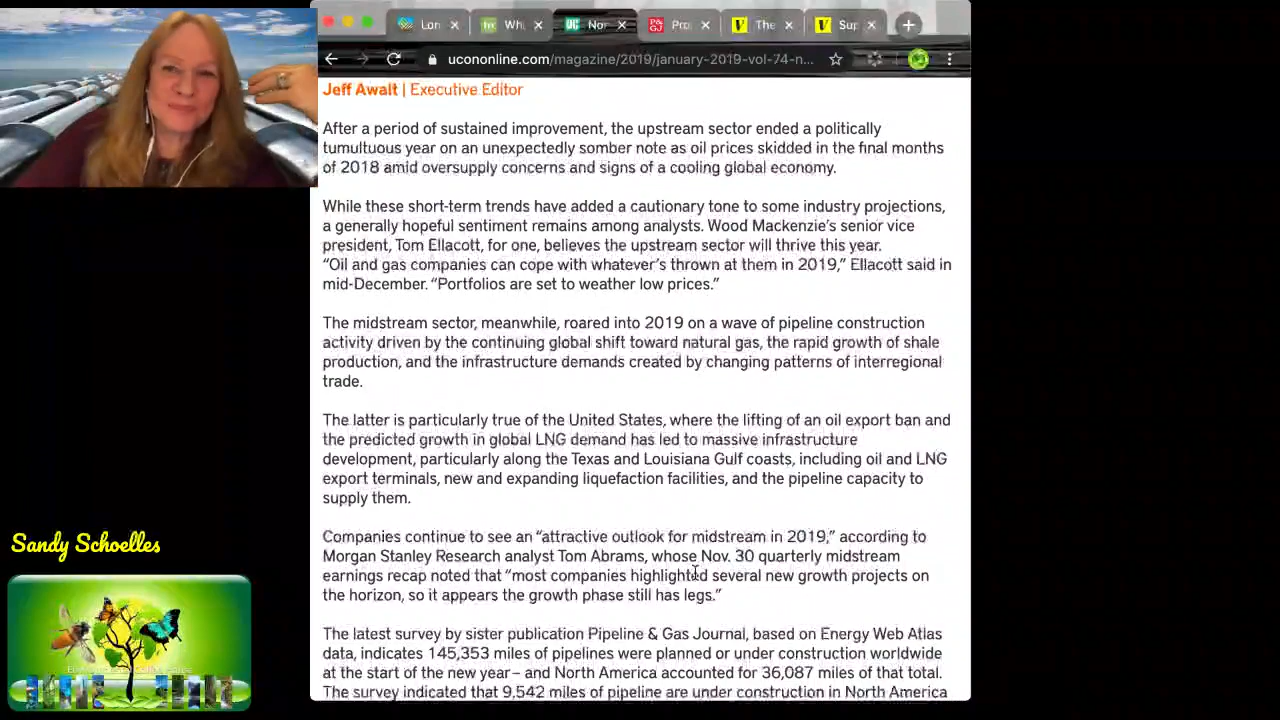 Lan
Wh
Nor
P&GJ
Pro
The
Sup
ucononline.com/magazine/2019/january-2019-vol-74-n...
Jeff Awalt | Executive Editor
After a period of sustained improvement, the upstream sector ended a politically
tumultuous year on an unexpectedly somber note as oil prices skidded in the final months
of 2018 amid oversupply concerns and signs of a cooling global economy.
While these short-term trends have added a cautionary tone to some industry projections,
a generally hopeful sentiment remains among analysts. Wood Mackenzie's senior vice
president, Tom Ellacott, for one, believes the upstream sector will thrive this year.
“Oil and gas companies can cope with whatever's thrown at them in 2019,” Ellacott said in
mid-December. “Portfolios are set to weather low prices.”
The midstream sector, meanwhile, roared into 2019 on a wave of pipeline construction
activity driven by the continuing global shift toward natural gas, the rapid growth of shale
production, and the infrastructure demands created by changing patterns of interregional
trade.
The latter is particularly true of the United States, where the lifting of an oil export ban and
the predicted growth in global LNG demand has led to massive infrastructure
development, particularly along the Texas and Louisiana Gulf coasts, including oil and LNG
export terminals, new and expanding liquefaction facilities, and the pipeline capacity to
supply them.
Companies continue to see an “attractive outlook for midstream in 2019,” according to
Morgan Stanley Research analyst Tom Abrams, whose Nov. 30 quarterly midstream
earnings recap noted that “most companies highlighted several new growth projects on
the horizon, so it appears the growth phase still has legs.”
The latest survey by sister publication Pipeline & Gas Journal, based on Energy Web Atlas
data, indicates 145,353 miles of pipelines were planned or under construction worldwide
at the start of the new year – and North America accounted for 36,087 miles of that total.
The survey indicated that 9,542 miles of pipeline are under construction in North America
Sandy Schoelles